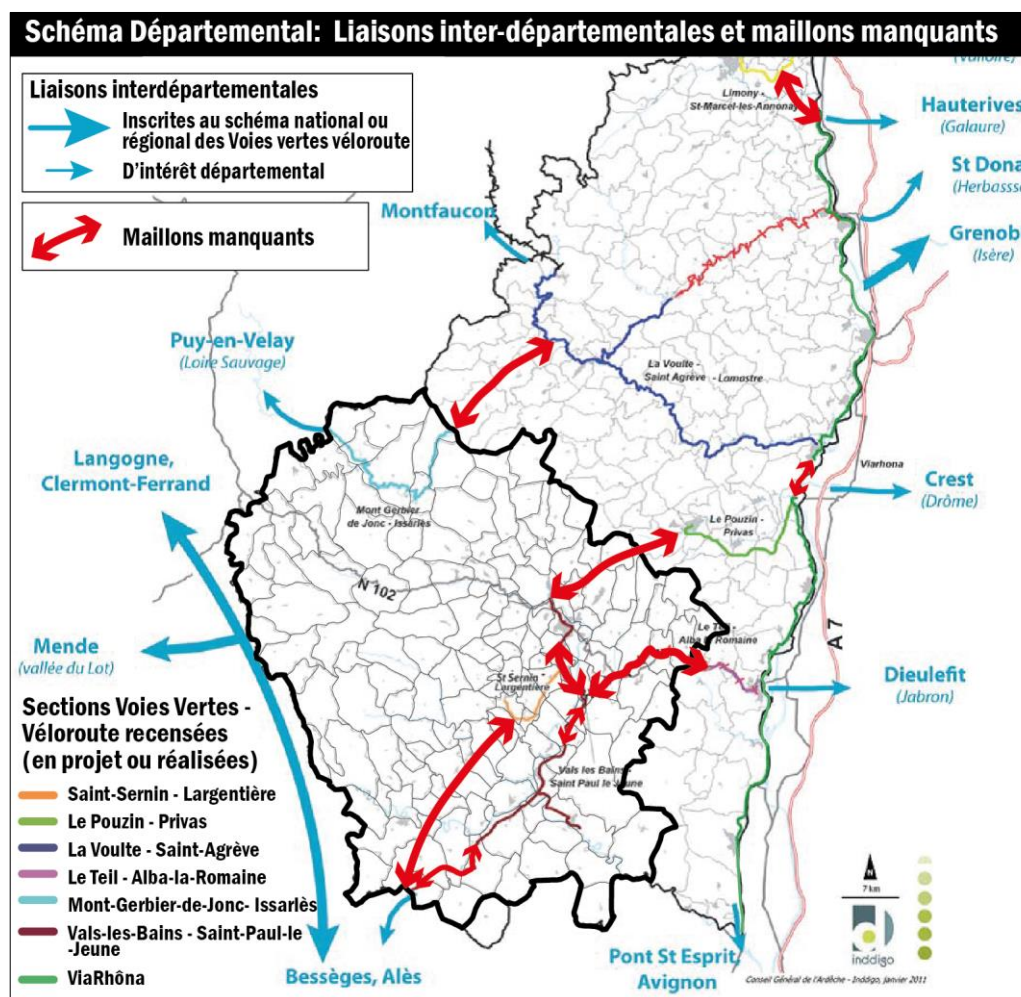 Schéma Départemental: Liaisons inter-départementales et maillons manquants
Liaisons interdépartementales
Inscrites au schéma national ou
régional des Voies vertes véloroute
D'intérêt départemental
Maillons manquants
(Valloire)
Limony -
St-Marcel-les-Annonay
Hauterives
(Galaure)
St Dona
(Herbasse
Grenob
(Isère)
Montfaucon
Puy-en-Velay
(Loire Sauvage)
La Voulte -
Saint Agrève - Lamastre
Langogne,
Clermont-Ferrand
Viarhona
Crest
(Drôme)
Mont Gerbier
de Jonc - Issarlès
Le Pouzin -
Privas
N 102
Le Teil -
Alba la Romaine
A 7
Mende
(vallée du Lot)
St Sernin -
Largentière
Dieulefit
(Jabron)
Sections Voies Vertes -
Véloroute recensées
(en projet ou réalisées)
Vals les Bains -
Saint Paul le Jeune
Saint-Sernin - Largentière
Le Pouzin - Privas
La Voulte - Saint-Agrève
Le Teil - Alba-la-Romaine
Mont-Gerbier-de-Jonc- Issarlès
Vals-les-Bains - Saint-Paul-le
-Jeune
ViaRhôna
Bessèges, Alès
Pont St Esprit,
Avignon
N
7 km
inddigo
Conseil Général de l'Ardèche - Inddigo, janvier 2011